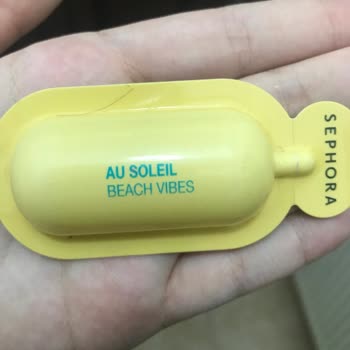 AU SOLEIL
BEACH VIBES
SEPHORA